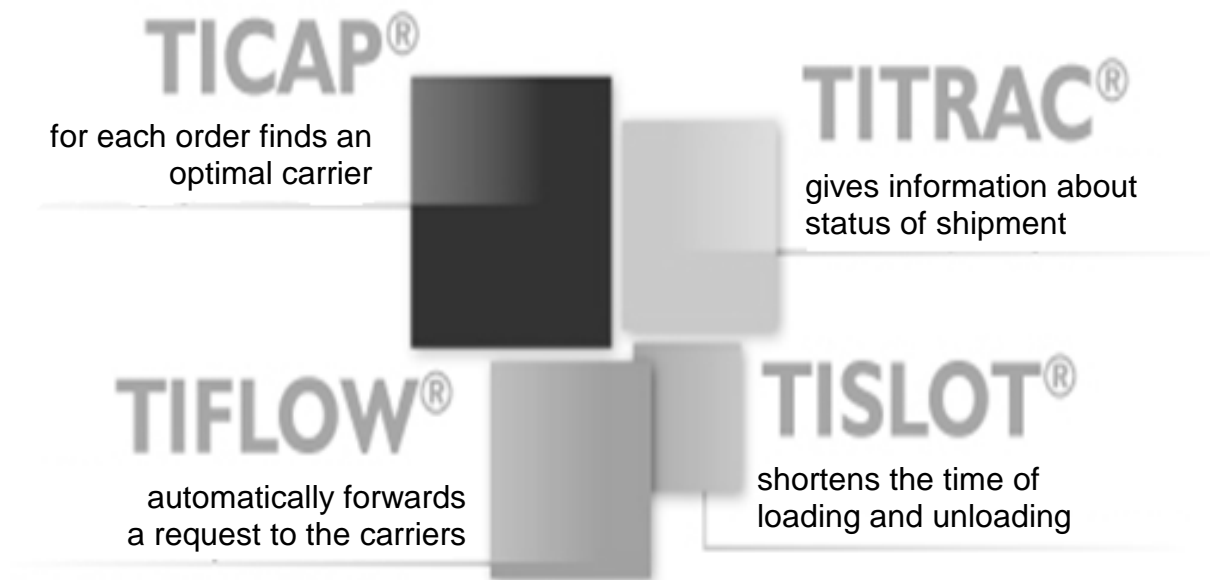 TICAP®
for each order finds an
optimal carrier
TITRAC®
gives information about
status of shipment
TIFLOW®
automatically forwards
a request to the carriers
TISLOT®
shortens the time of
loading and unloading